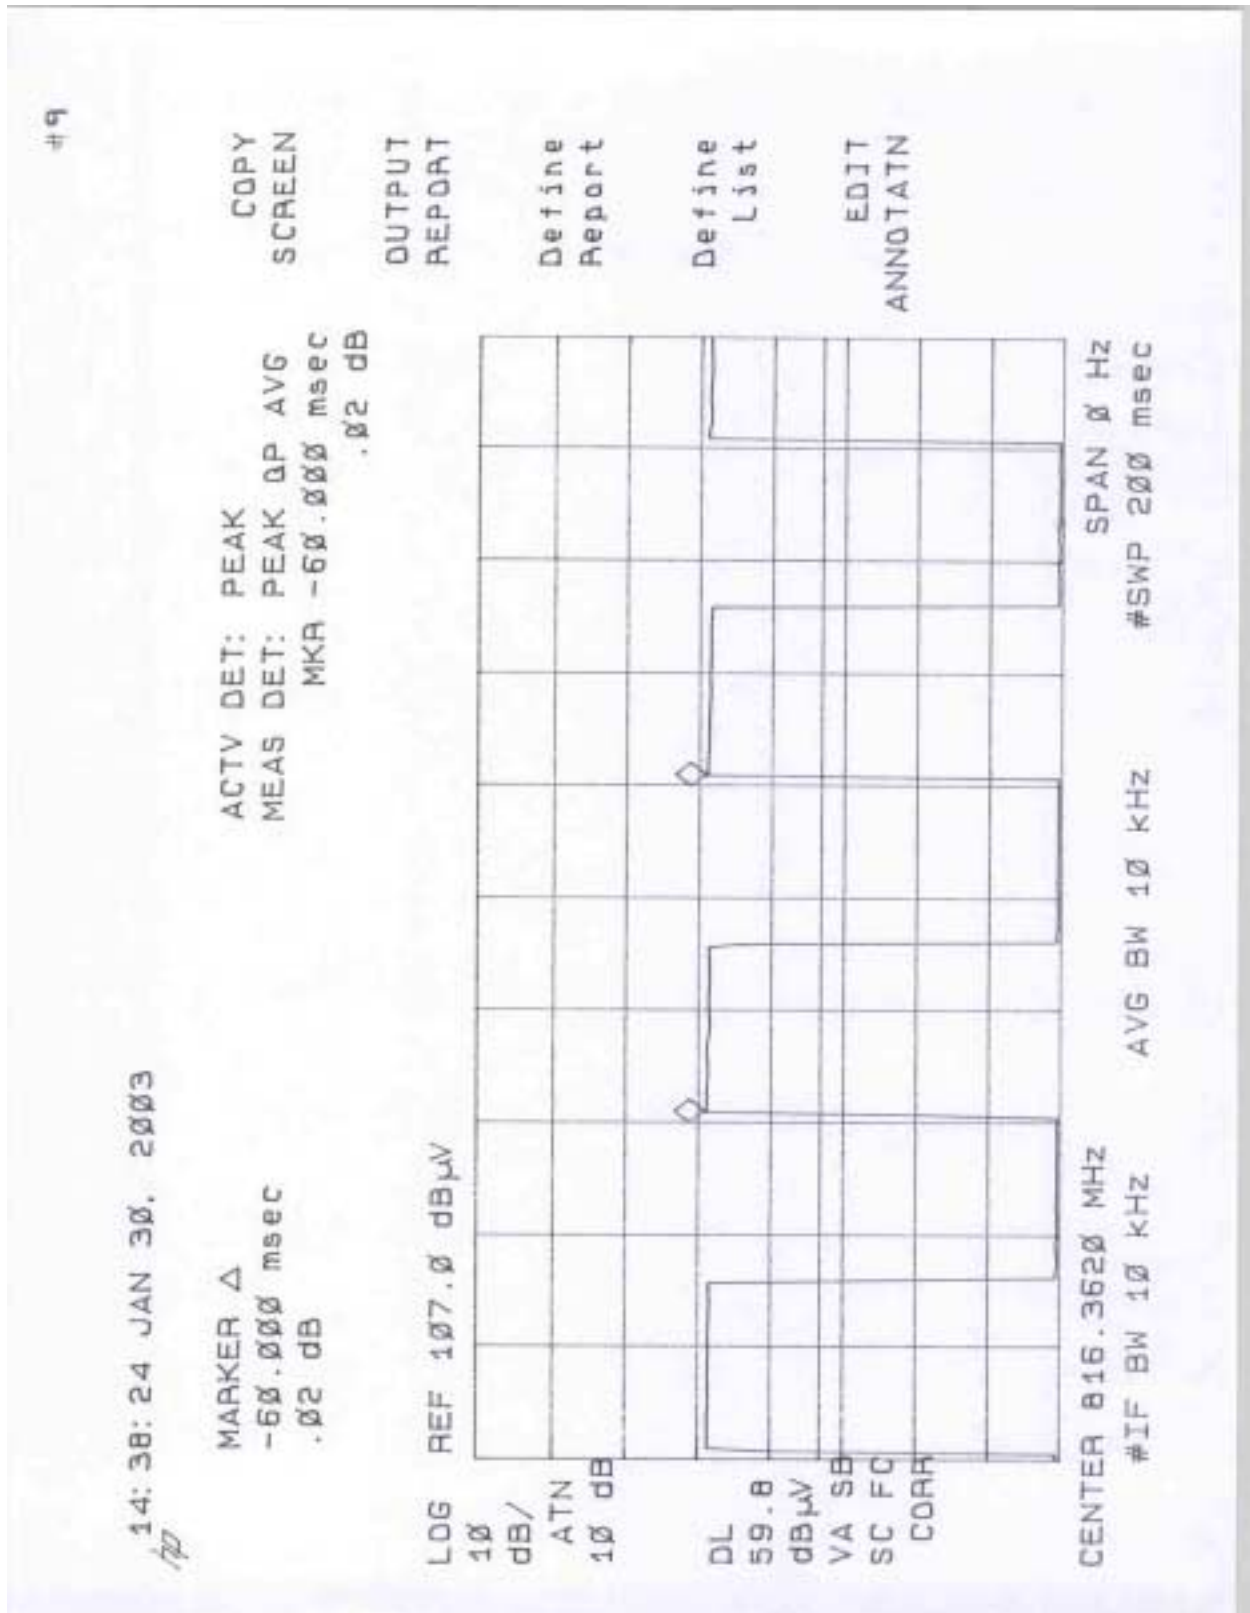 #9
14:38:24 JAN 30, 2003
hp
MARKER Δ
-60.000 msec
.02 dB
ACTV DET: PEAK
MEAS DET: PEAK QP AVG
MKR -60.000 msec
.02 dB
LOG REF 107.0 dBµV
10
dB/
ATN
10 dB
DL
59.8
dBµV
VA SB
SC FC
CORR
CENTER 816.3620 MHz
SPAN 0 Hz
#IF BW 10 kHz
AVG BW 10 kHz
#SWP 200 msec
COPY
SCREEN
OUTPUT
REPORT
Define
Report
Define
List
EDIT
ANNOTATN